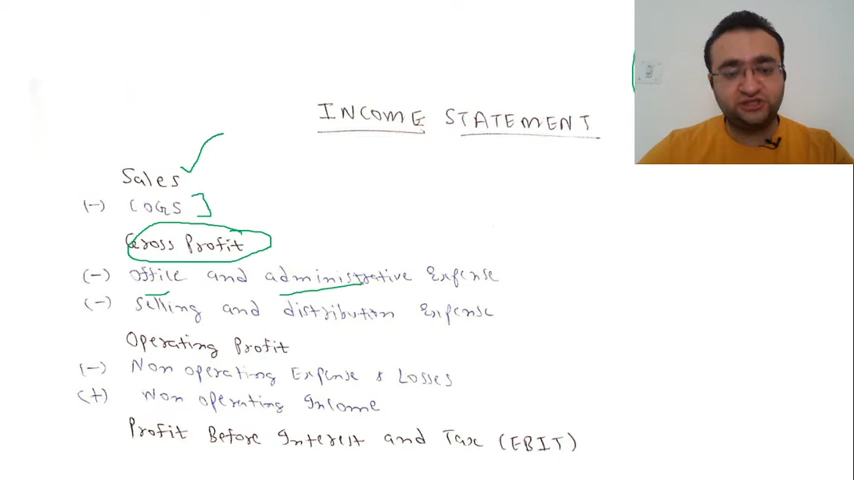 INCOME STATEMENT
Sales
(-) COGS
Gross Profit
(-) office and administrative Expense
(-) Selling and distribution Expense
Operating Profit
(-) Non operating Expense & Losses
(+) Non operating Income
Profit Before Interest and Tax (EBIT)